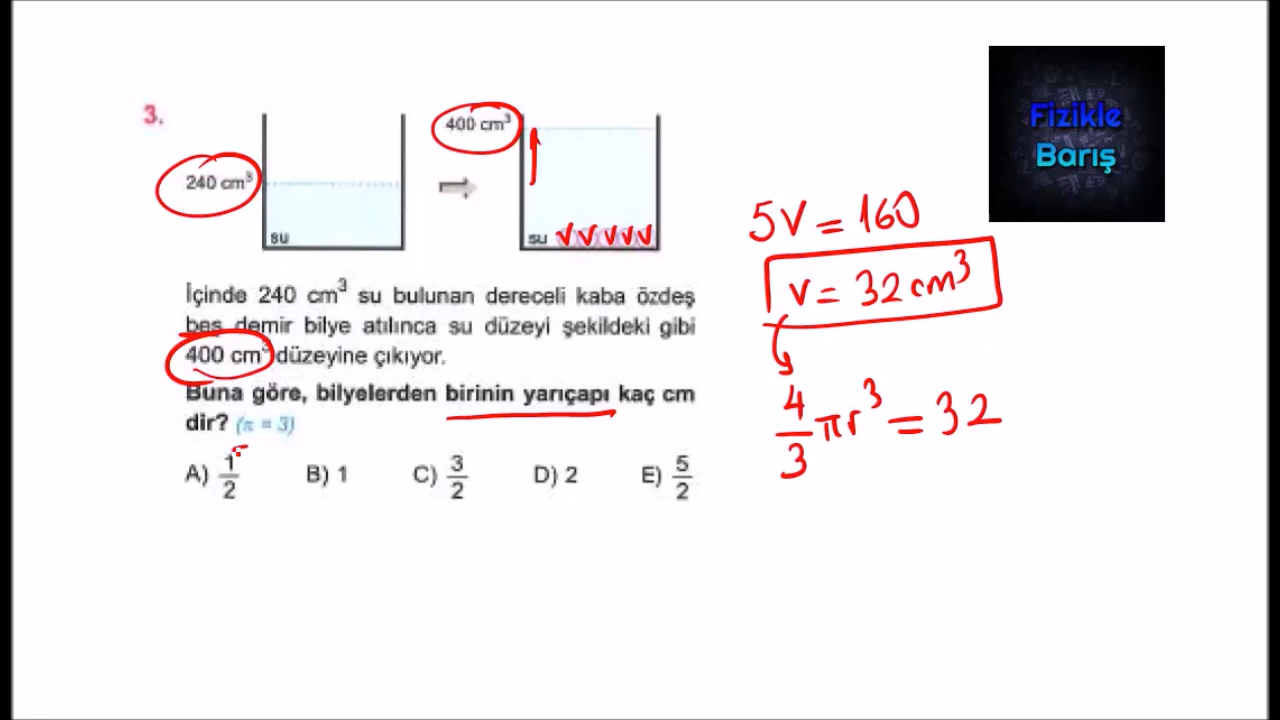 3.
240 cm³
su
400 cm³
su V V V V V
Fizikle
Barış
5V = 160
V = 32 cm³
4/3 πr³ = 32
İçinde 240 cm³ su bulunan dereceli kaba özdeş
beş demir bilye atılınca su düzeyi şekildeki gibi
400 cm³ düzeyine çıkıyor.
Buna göre, bilyelerden birinin yarıçapı kaç cm
dir? (π = 3)
A) 1/2 B) 1 C) 3/2 D) 2 E) 5/2